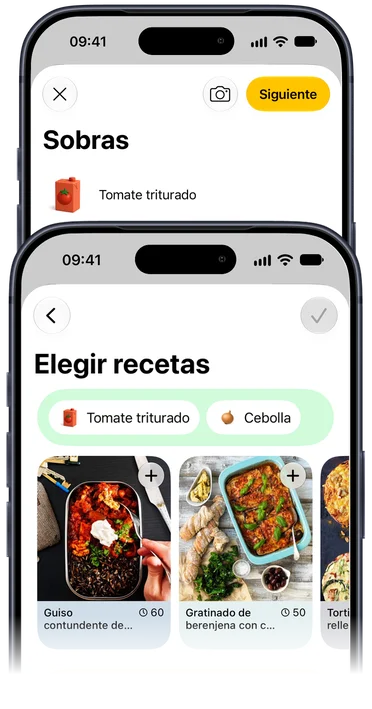 09:41
Siguiente
Sobras
Tomate triturado
09:41
Elegir recetas
Tomate triturado Cebolla
Guiso 60
contundente de...
Gratinado de 50
berenjena con c...
Torti
relle